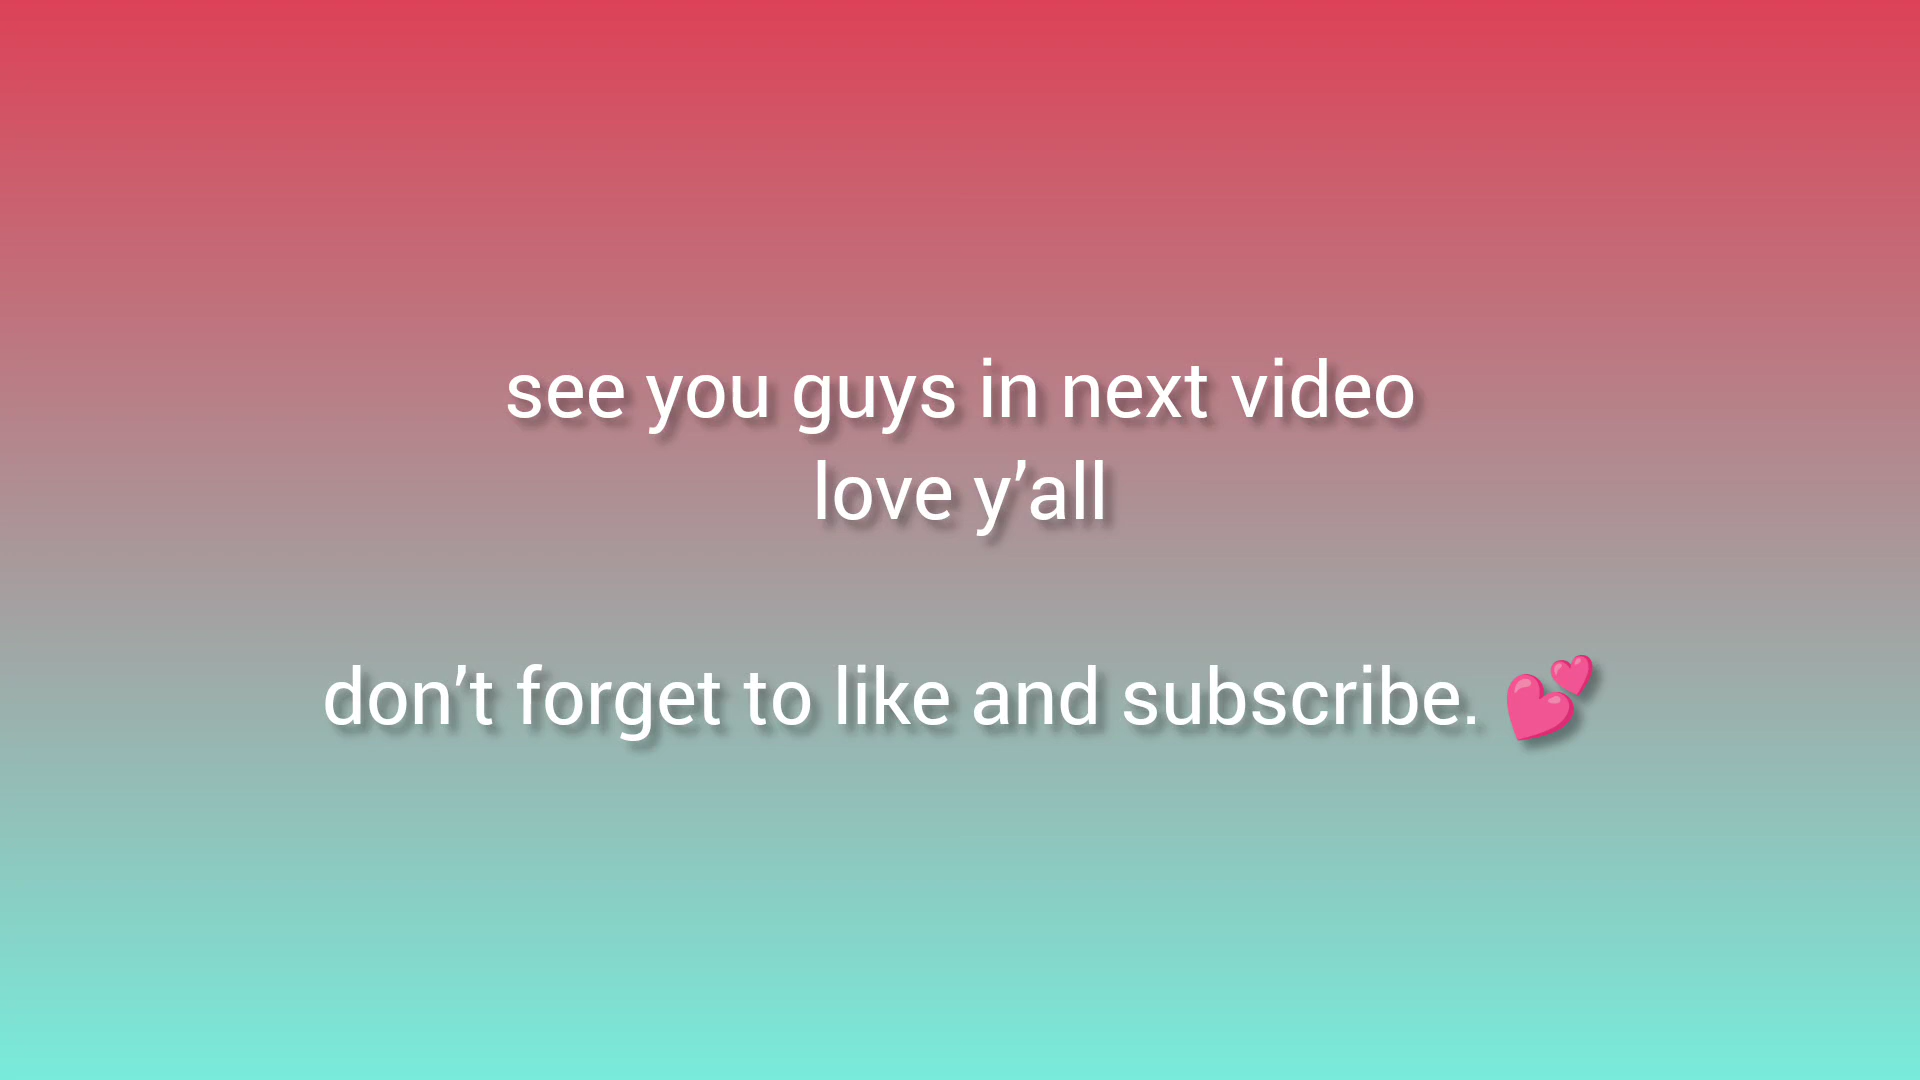 see you guys in next video
love y’all
don’t forget to like and subscribe. 💕